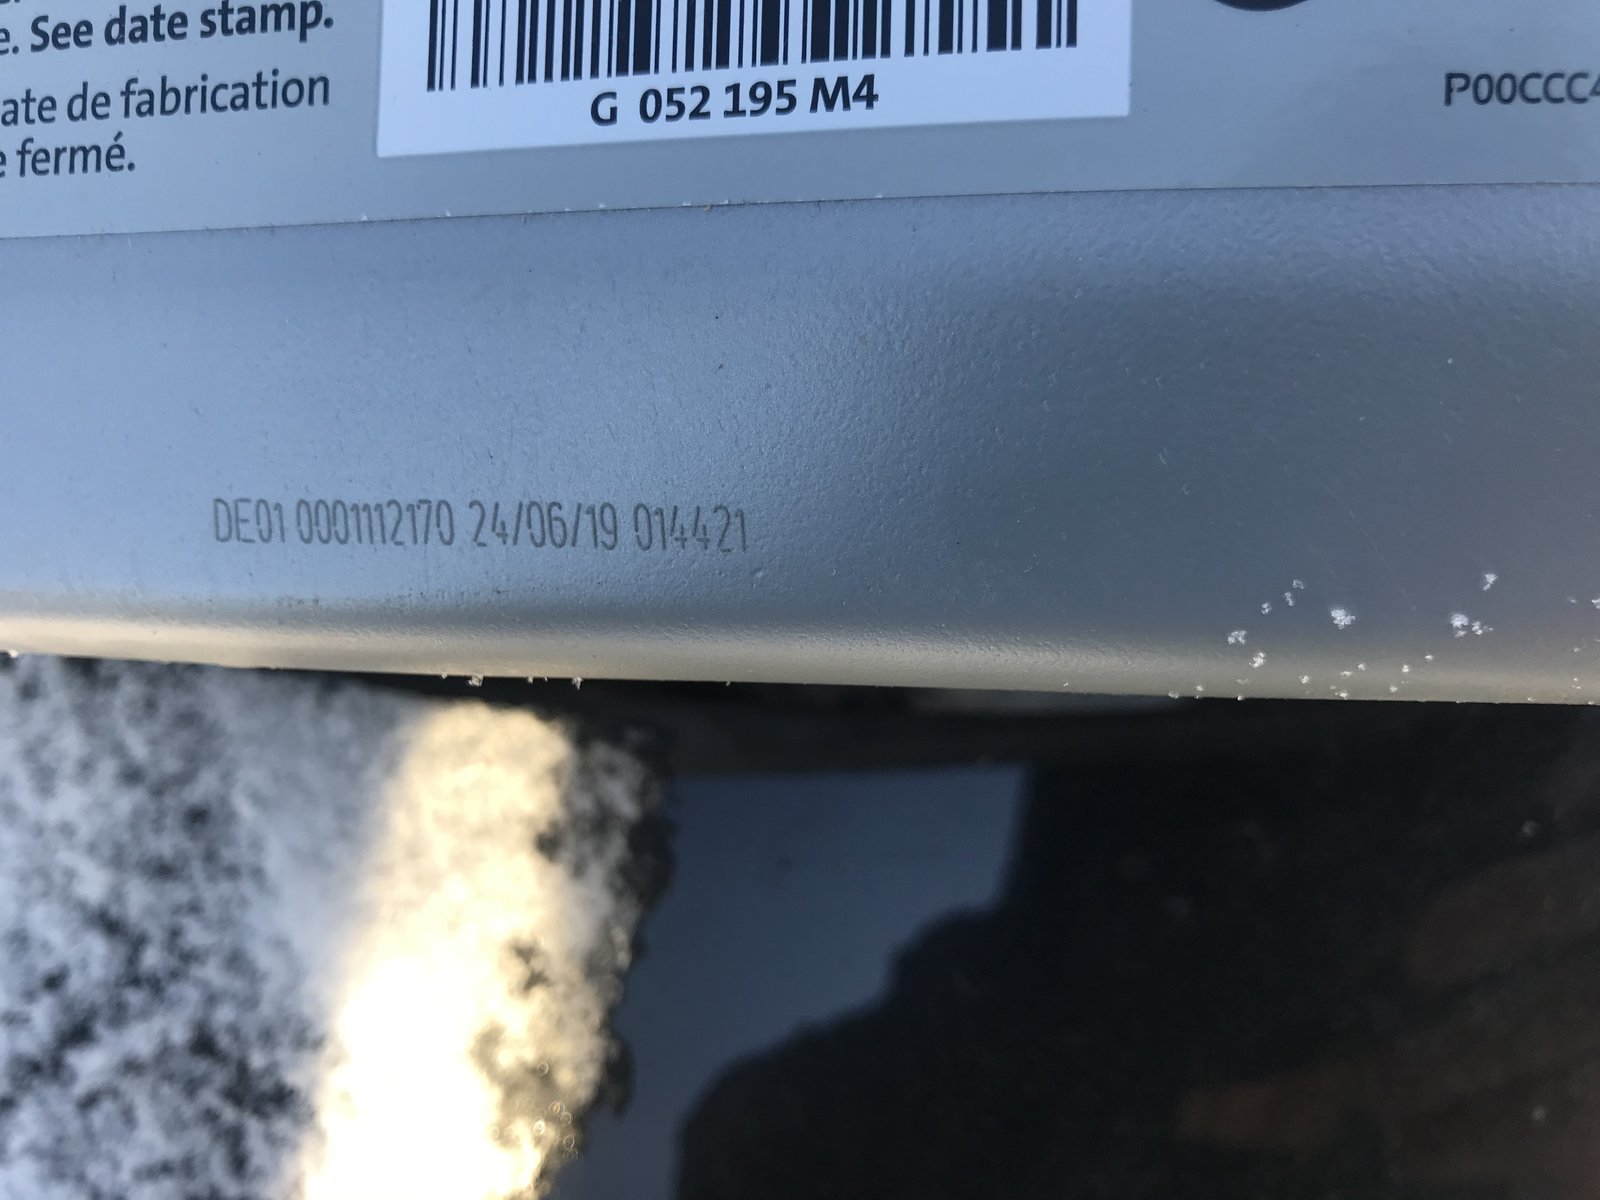 e. See date stamp.
ate de fabrication
e fermé.
G 052 195 M4
P00CCC4
DE01 0001112170 24/06/19 014421